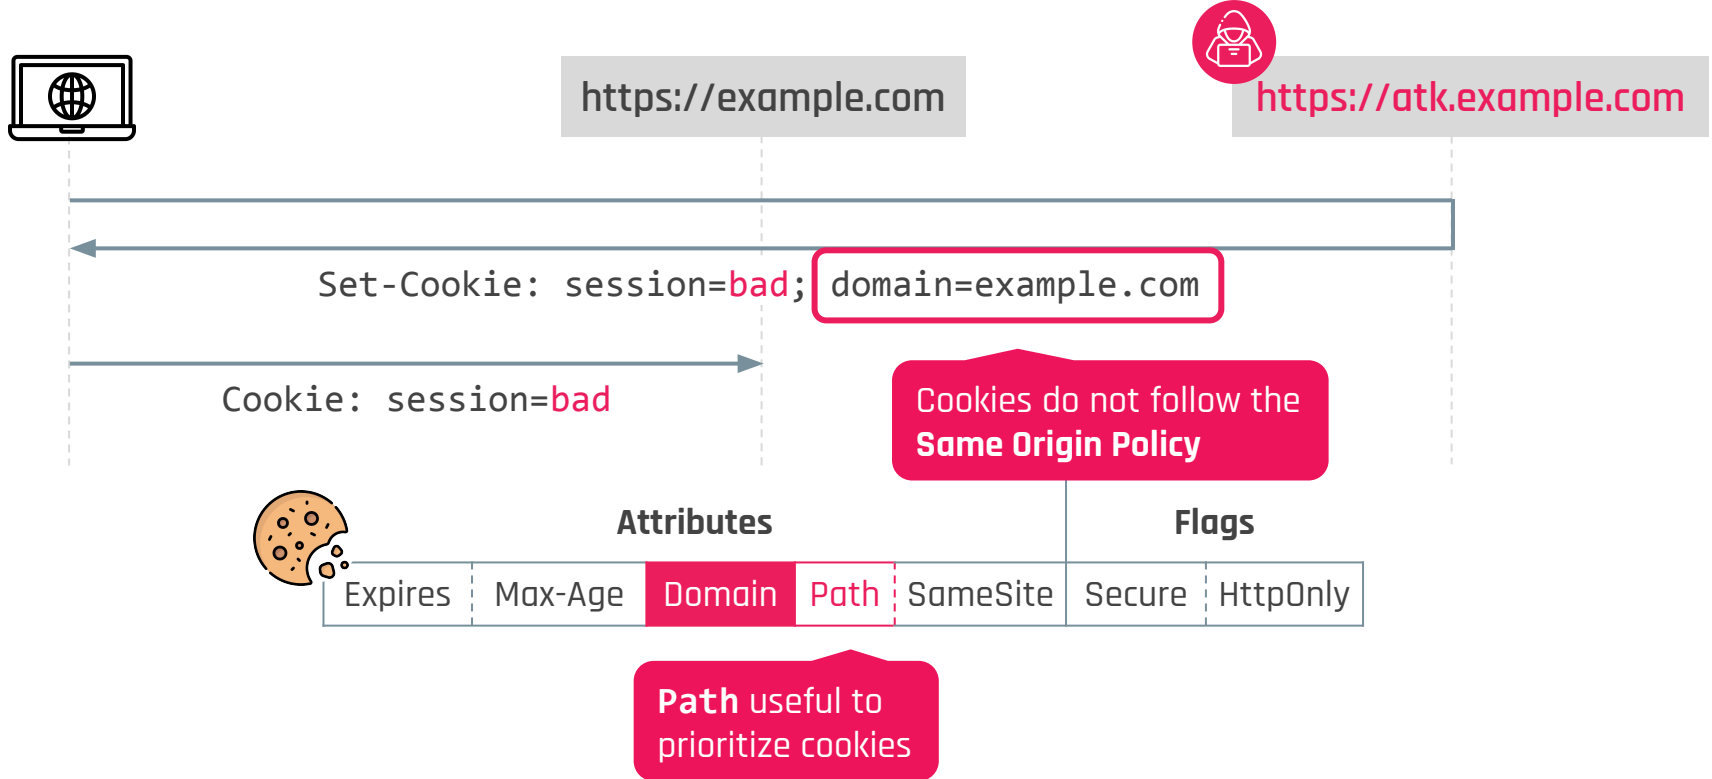 https://example.com
https://atk.example.com
Set-Cookie: session=bad; domain=example.com
Cookie: session=bad
Cookies do not follow the
Same Origin Policy
Attributes
Flags
Expires Max-Age Domain Path SameSite Secure HttpOnly
Path useful to
prioritize cookies